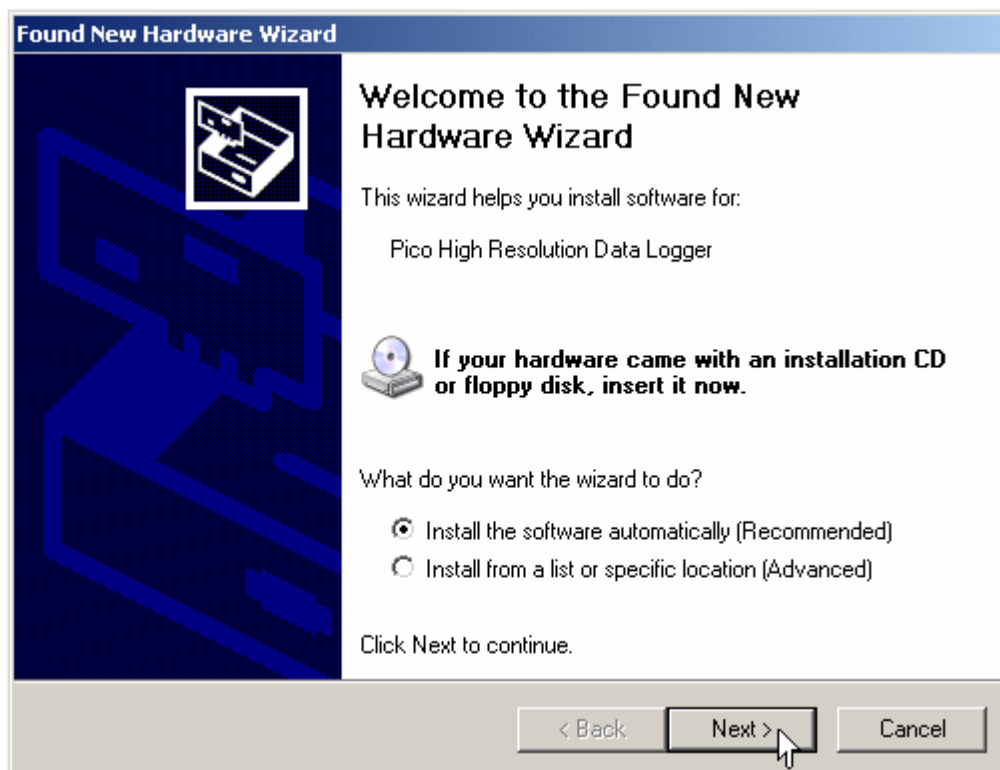 Found New Hardware Wizard
Welcome to the Found New
Hardware Wizard
This wizard helps you install software for:
Pico High Resolution Data Logger
If your hardware came with an installation CD
or floppy disk, insert it now.
What do you want the wizard to do?
Install the software automatically (Recommended)
Install from a list or specific location (Advanced)
Click Next to continue.
< Back Next > Cancel